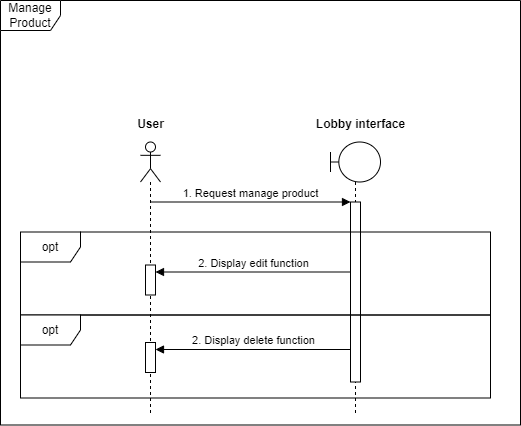 Manage
Product
User
Lobby interface
1. Request manage product
opt
2. Display edit function
opt
2. Display delete function